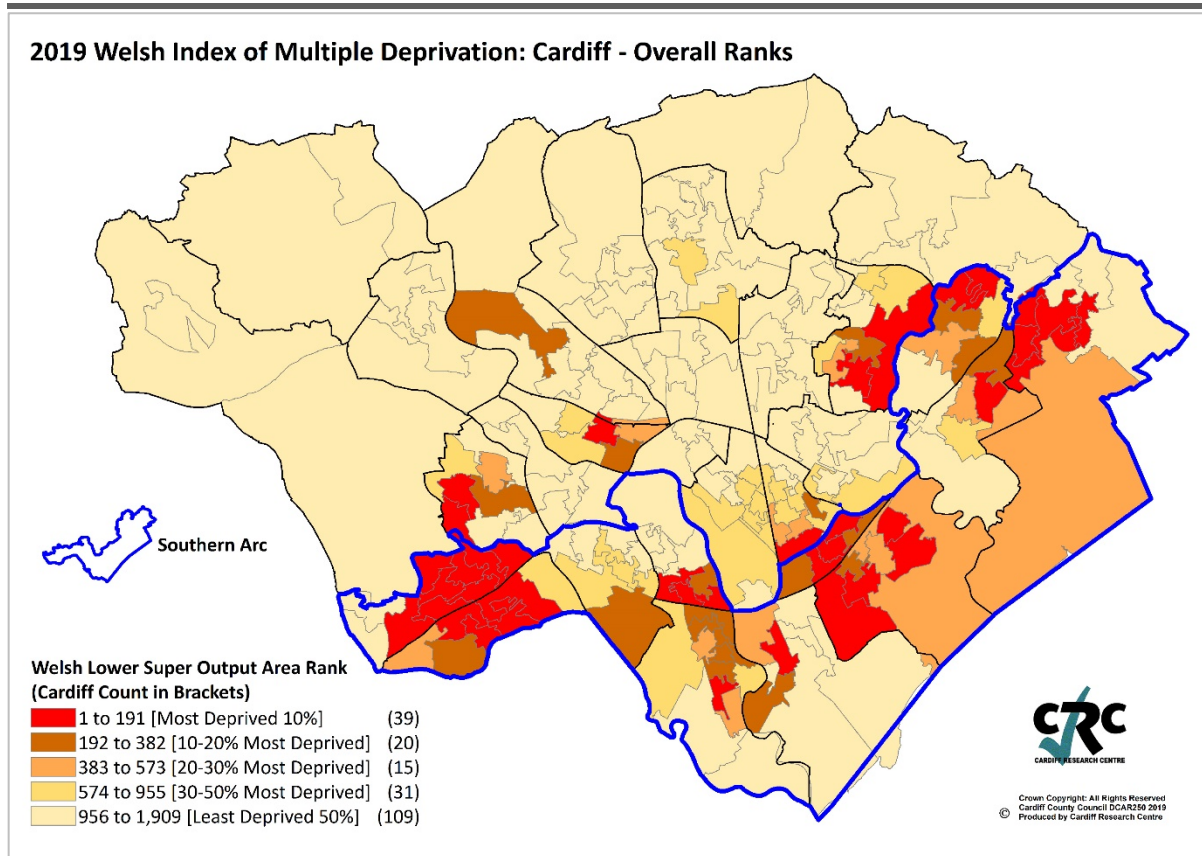 2019 Welsh Index of Multiple Deprivation: Cardiff - Overall Ranks
Southern Arc
Welsh Lower Super Output Area Rank
(Cardiff Count in Brackets)
1 to 191 [Most Deprived 10%] (39)
192 to 382 [10-20% Most Deprived] (20)
383 to 573 [20-30% Most Deprived] (15)
574 to 955 [30-50% Most Deprived] (31)
956 to 1,909 [Least Deprived 50%] (109)
CRC
CARDIFF RESEARCH CENTRE
Crown Copyright: All Rights Reserved
Cardiff County Council DCAR250 2019
© Produced by Cardiff Research Centre